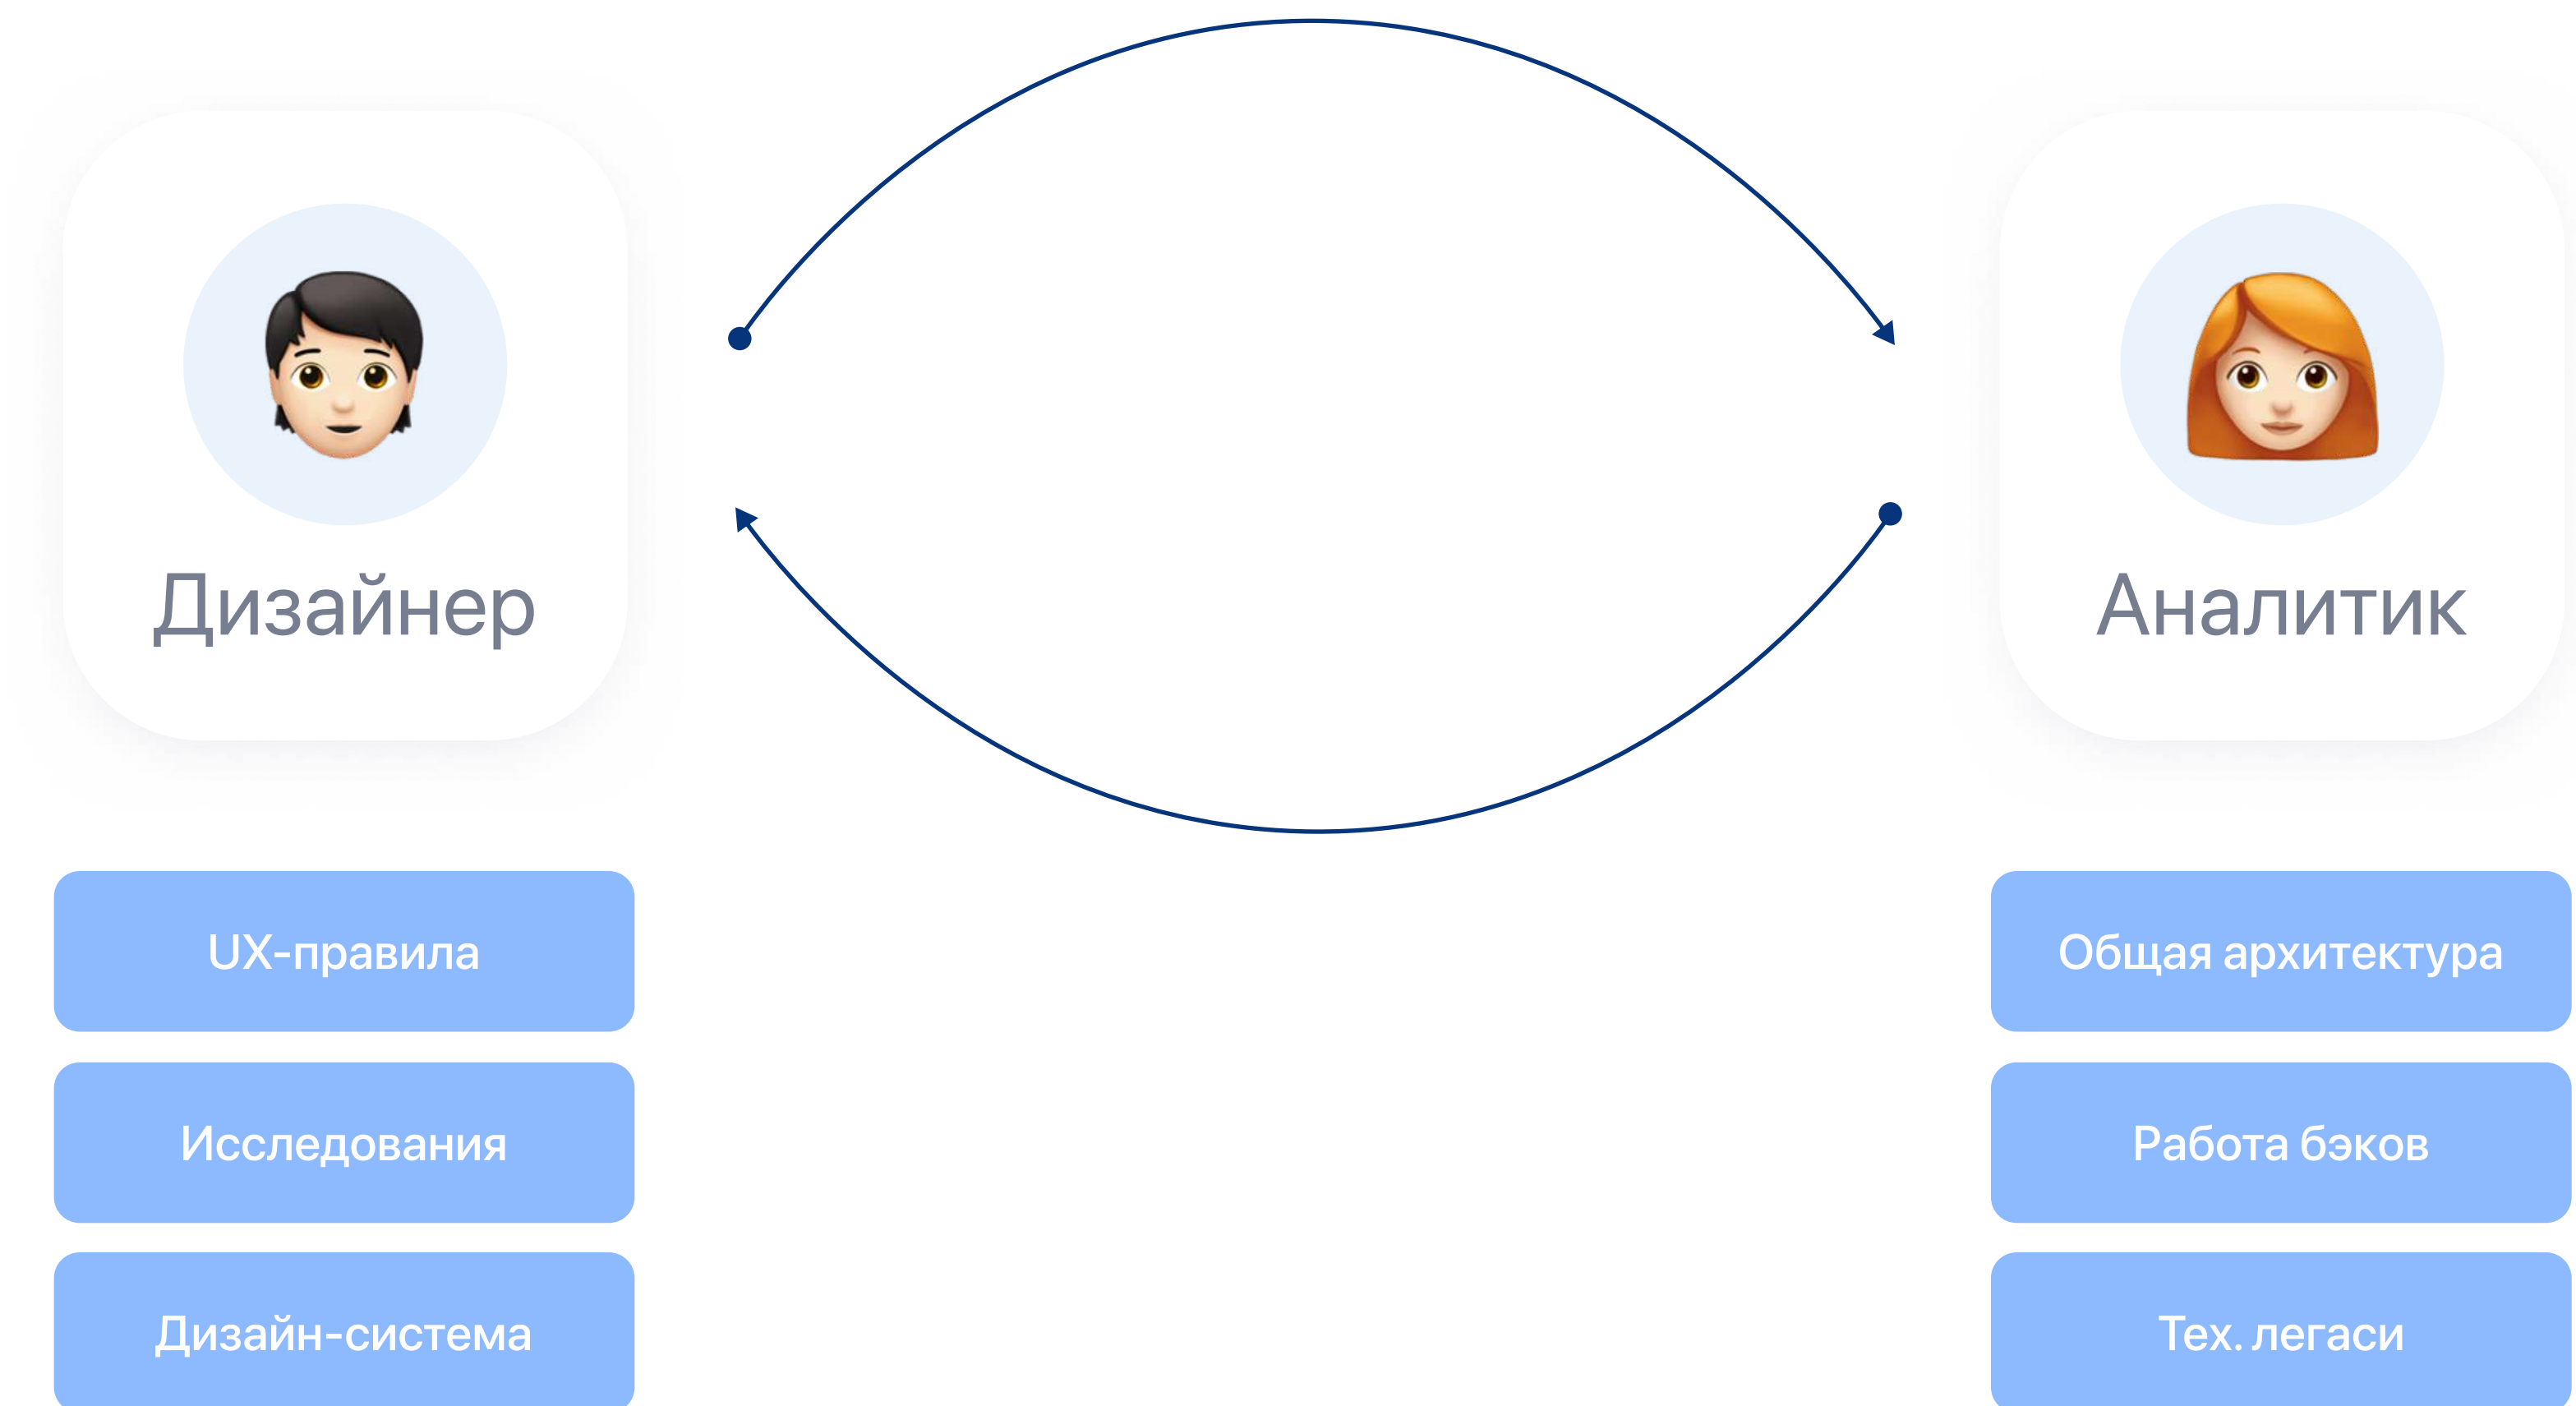 Дизайнер
Аналитик
UX-правила
Общая архитектура
Исследования
Работа бэков
Дизайн-система
Тех. легаси